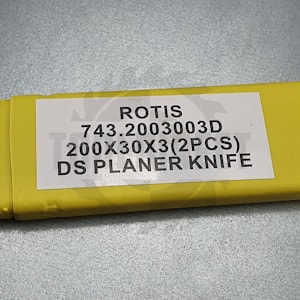 ROTIS
743.2003003D
200X30X3(2PCS)
DS PLANER KNIFE